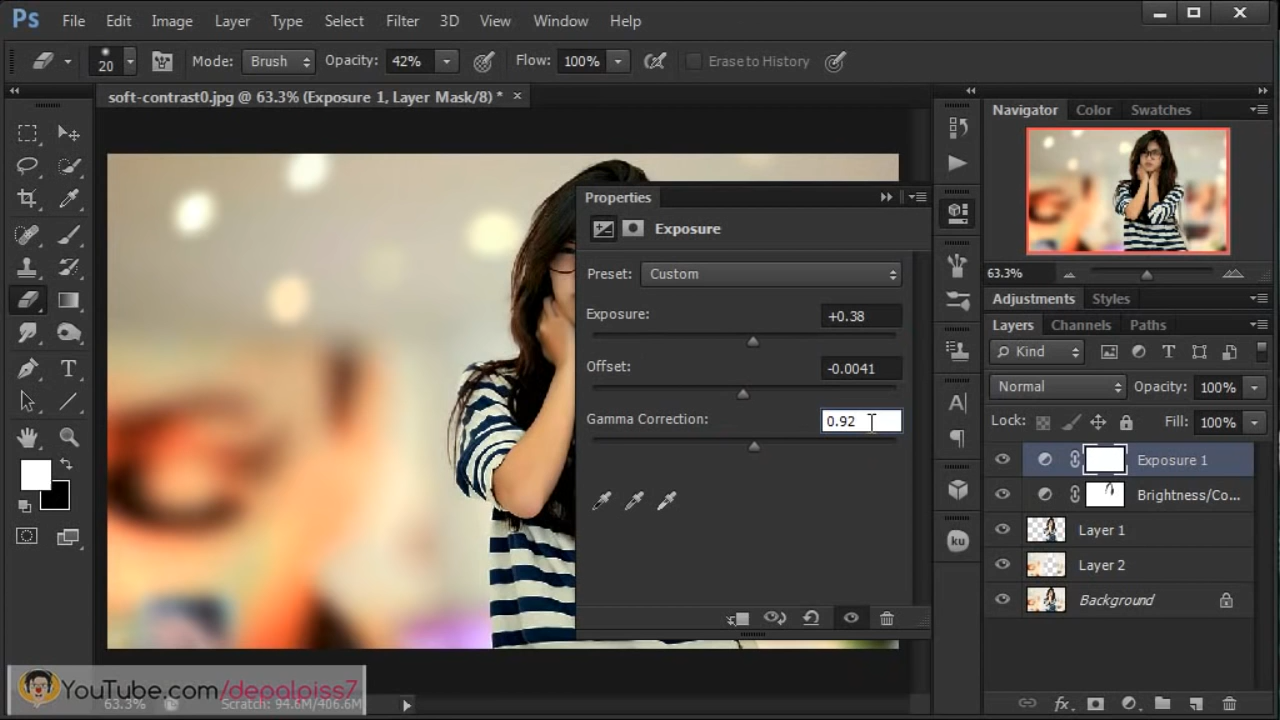 Ps File Edit Image Layer Type Select Filter 3D View Window Help
20 Mode: Brush Opacity: 42% Flow: 100% Erase to History
soft-contrast0.jpg @ 63.3% (Exposure 1, Layer Mask/8) * ×
Navigator Color Swatches
63.3%
Properties
Exposure
Preset: Custom
Exposure: +0.38
Offset: -0.0041
Gamma Correction: 0.92
Adjustments Styles
Layers Channels Paths
Kind
Normal Opacity: 100%
Lock: Fill: 100%
Exposure 1
Brightness/Co...
Layer 1
Layer 2
Background
ku
fx
YouTube.com/depalpiss7
63.3% Scratch: 94.6M/406.6M